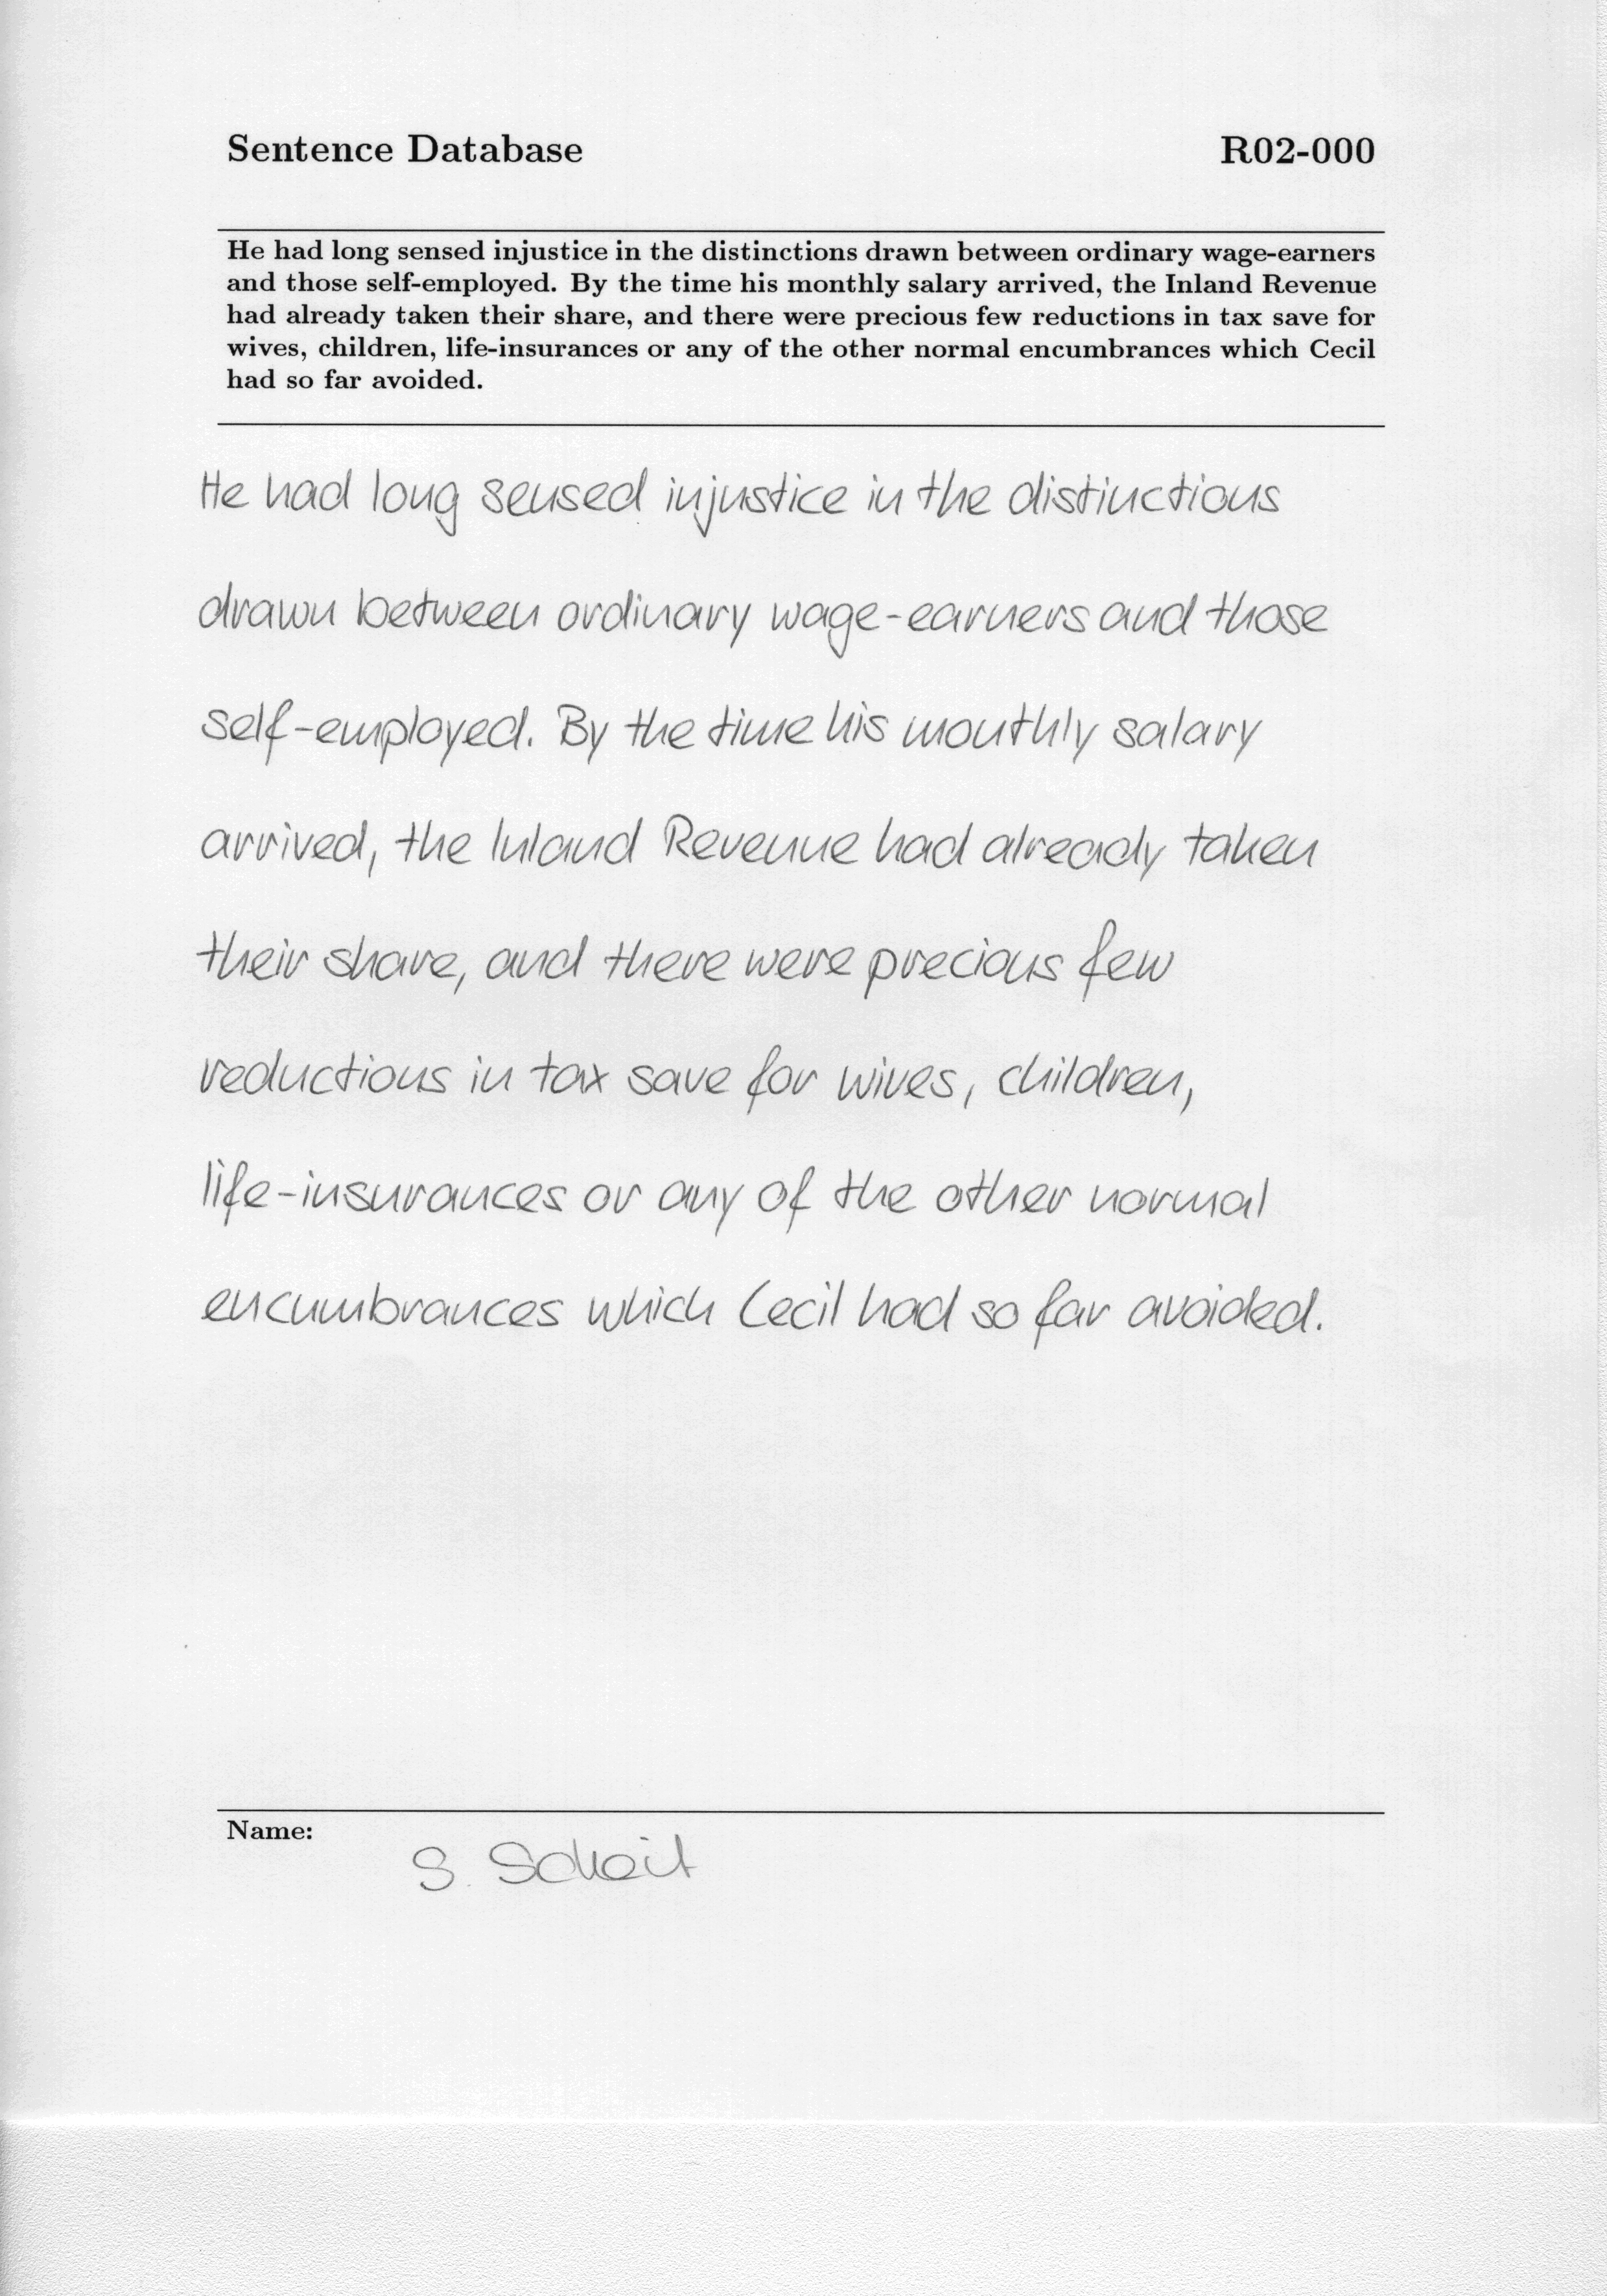 Sentence Database R02-000
He had long sensed injustice in the distinctions drawn between ordinary wage-earners
and those self-employed. By the time his monthly salary arrived, the Inland Revenue
had already taken their share, and there were precious few reductions in tax save for
wives, children, life-insurances or any of the other normal encumbrances which Cecil
had so far avoided.
He had long sensed injustice in the distinctions
drawn between ordinary wage-earners and those
self-employed. By the time his monthly salary
arrived, the Inland Revenue had already taken
their share, and there were precious few
reductions in tax save for wives, children,
life-insurances or any of the other normal
encumbrances which Cecil had so far avoided.
Name:
S.